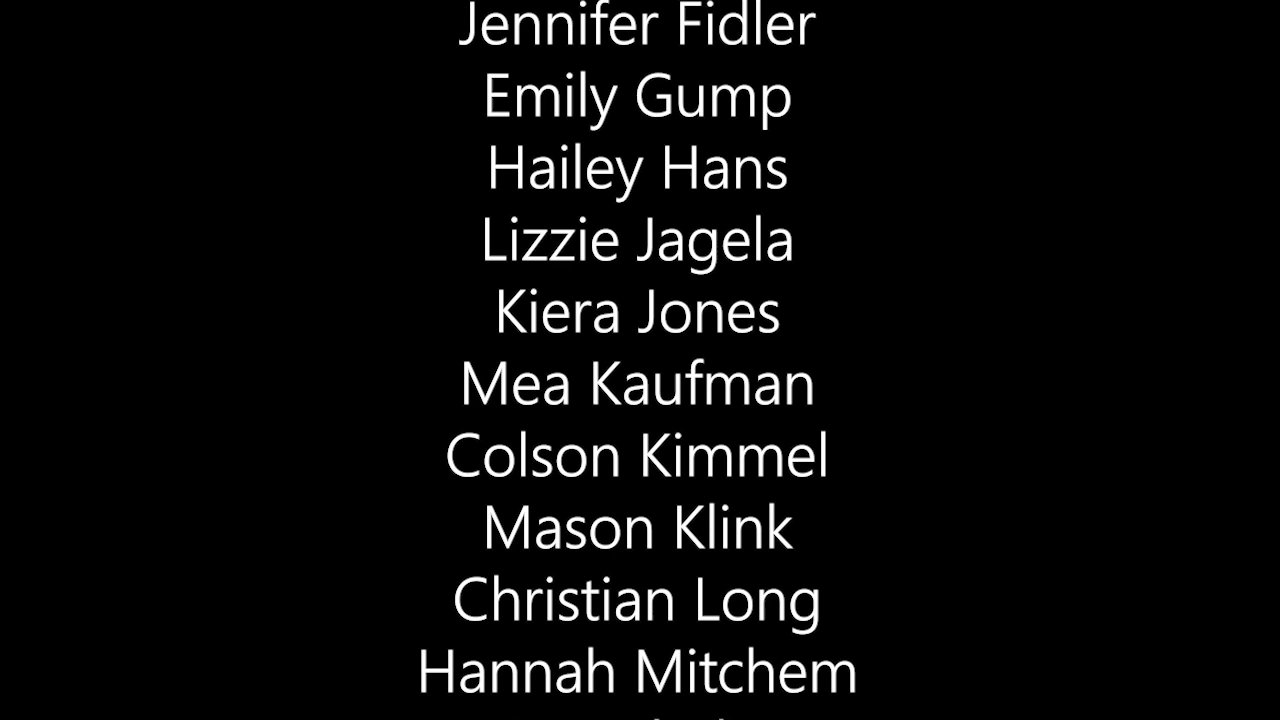 Jennifer Fidler
Emily Gump
Hailey Hans
Lizzie Jagela
Kiera Jones
Mea Kaufman
Colson Kimmel
Mason Klink
Christian Long
Hannah Mitchem